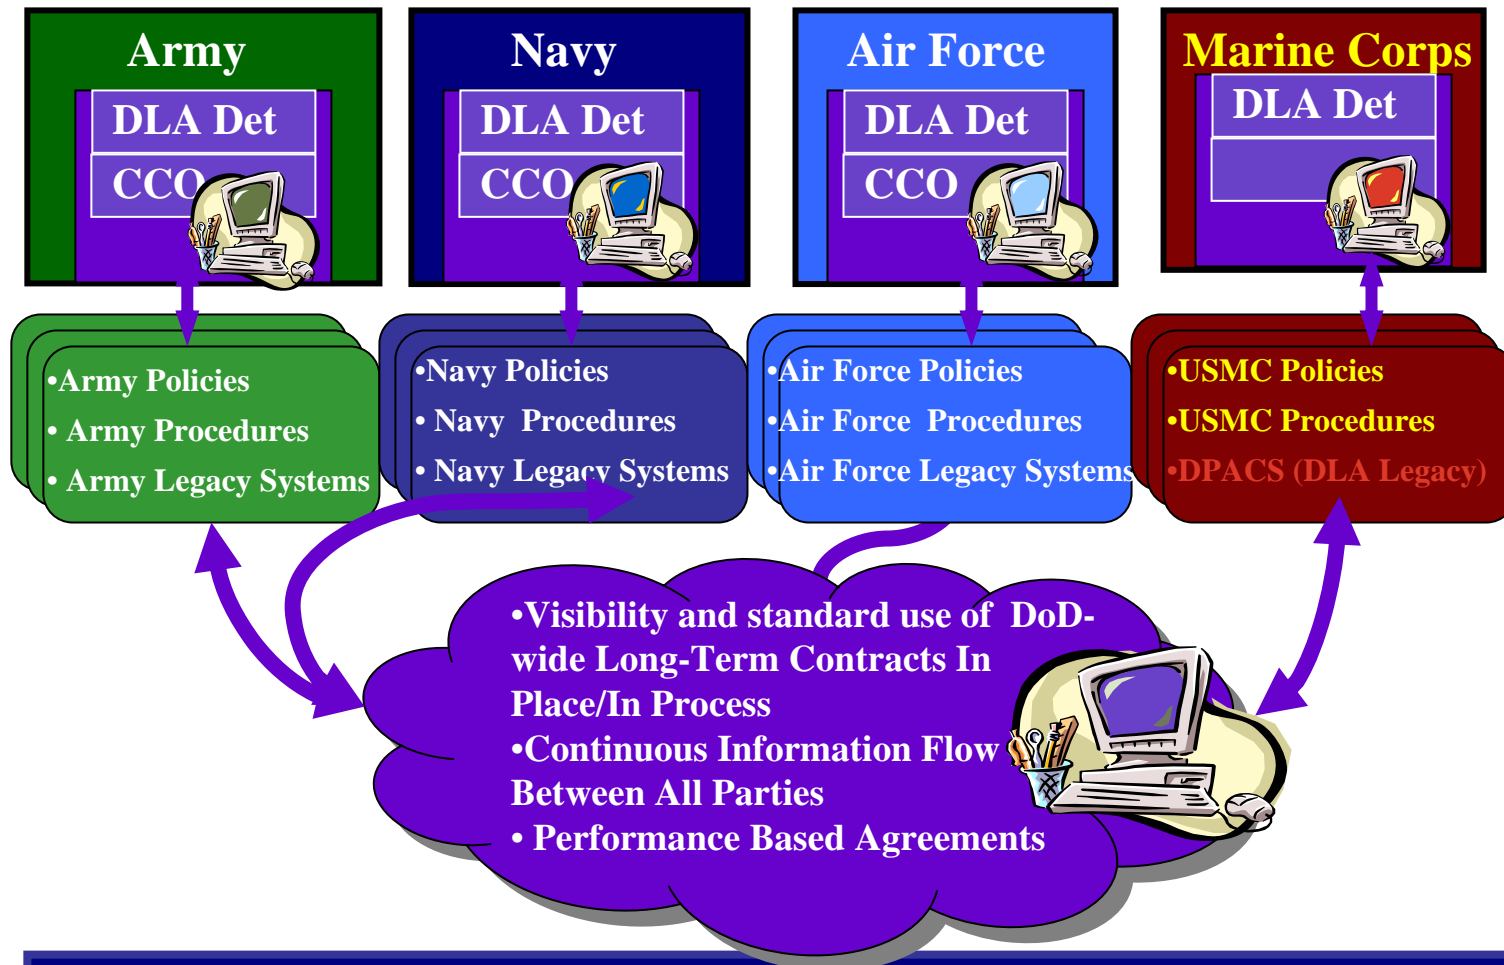 Army
DLA Det
CCO
Navy
DLA Det
CCO
Air Force
DLA Det
CCO
Marine Corps
DLA Det
•Army Policies
• Army Procedures
• Army Legacy Systems
•Navy Policies
• Navy  Procedures
• Navy Legacy Systems
•Air Force Policies
•Air Force  Procedures
•Air Force Legacy Systems
•USMC Policies
•USMC Procedures
•DPACS (DLA Legacy)
•Visibility and standard use of  DoD-
wide Long-Term Contracts In
Place/In Process
•Continuous Information Flow
Between All Parties
• Performance Based Agreements